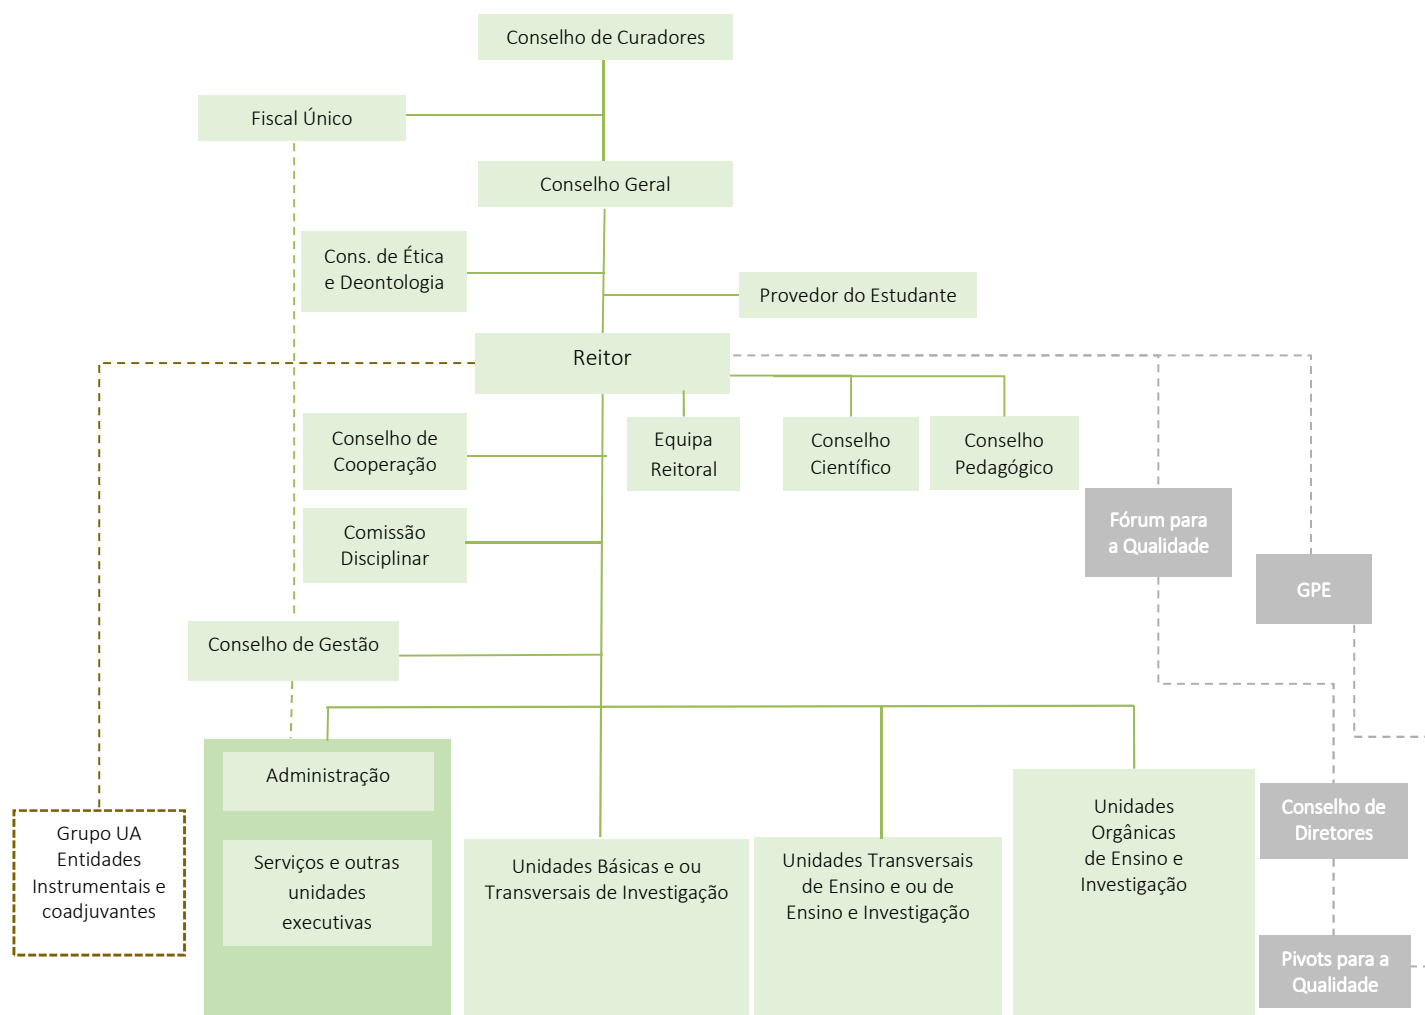 Conselho de Curadores
Fiscal Único
Conselho Geral
Cons. de Ética
e Deontologia
Provedor do Estudante
Reitor
Conselho de
Cooperação
Equipa
Reitoral
Conselho
Científico
Conselho
Pedagógico
Fórum para
a Qualidade
Comissão
Disciplinar
GPE
Conselho de Gestão
Administração
Serviços e outras
unidades
executivas
Grupo UA
Entidades
Instrumentais e
coadjuvantes
Unidades Básicas e ou
Transversais de Investigação
Unidades Transversais
de Ensino e ou de
Ensino e Investigação
Unidades
Orgânicas
de Ensino e
Investigação
Conselho de
Diretores
Pivots para a
Qualidade